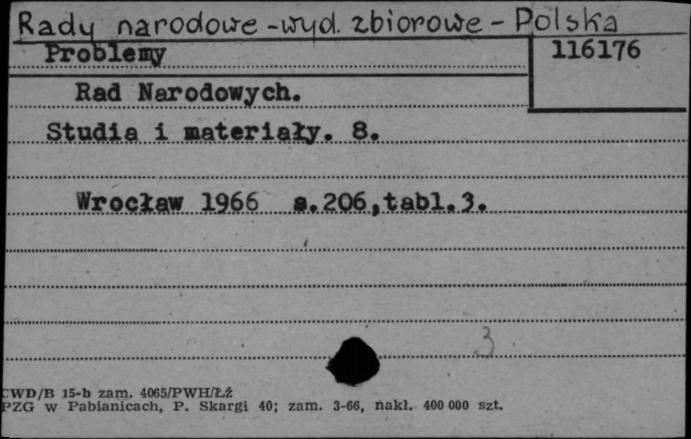 Rady narodowe - wyd. zbiorowe - Polska
Problemy
116176
Rad Narodowych.
Studia i materiały. 8.
Wrocław 1966 s.206,tabl.3.
3
CWD/B 15-b zam. 4065/PWH/Łź
PZG w Pabianicach, P. Skargi 40; zam. 3-66, nakł. 400 000 szt.